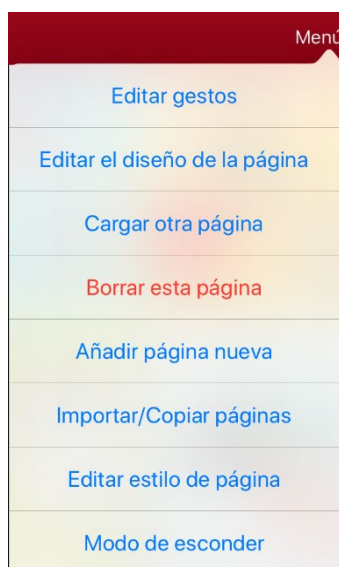 Menú
Editar gestos
Editar el diseño de la página
Cargar otra página
Borrar esta página
Añadir página nueva
Importar/Copiar páginas
Editar estilo de página
Modo de esconder